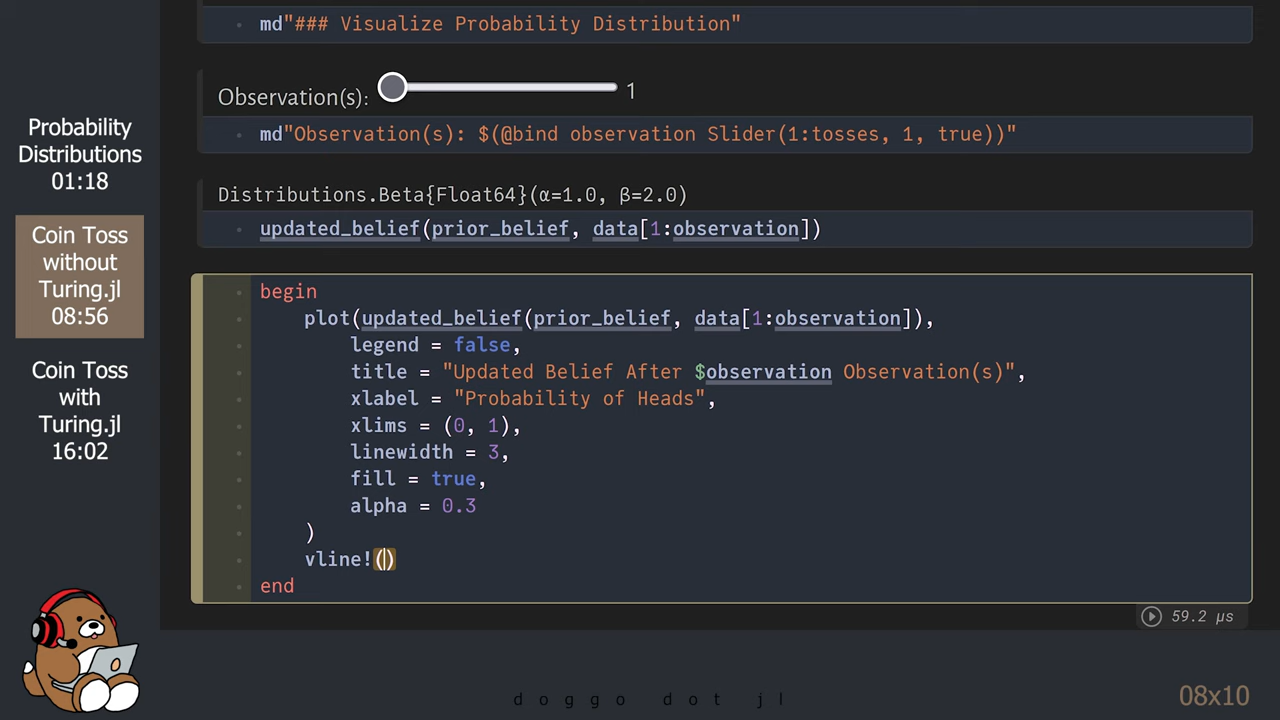 md"### Visualize Probability Distribution"
Observation(s): 1
md"Observation(s): $(@bind observation Slider(1:tosses, 1, true))"
Distributions.Beta{Float64}(α=1.0, β=2.0)
updated_belief(prior_belief, data[1:observation])
begin
plot(updated_belief(prior_belief, data[1:observation]),
legend = false,
title = "Updated Belief After $observation Observation(s)",
xlabel = "Probability of Heads",
xlims = (0, 1),
linewidth = 3,
fill = true,
alpha = 0.3
)
vline!()
end
59.2 μs
Probability
Distributions
01:18
Coin Toss
without
Turing.jl
08:56
Coin Toss
with
Turing.jl
16:02
doggo dot jl
08x10